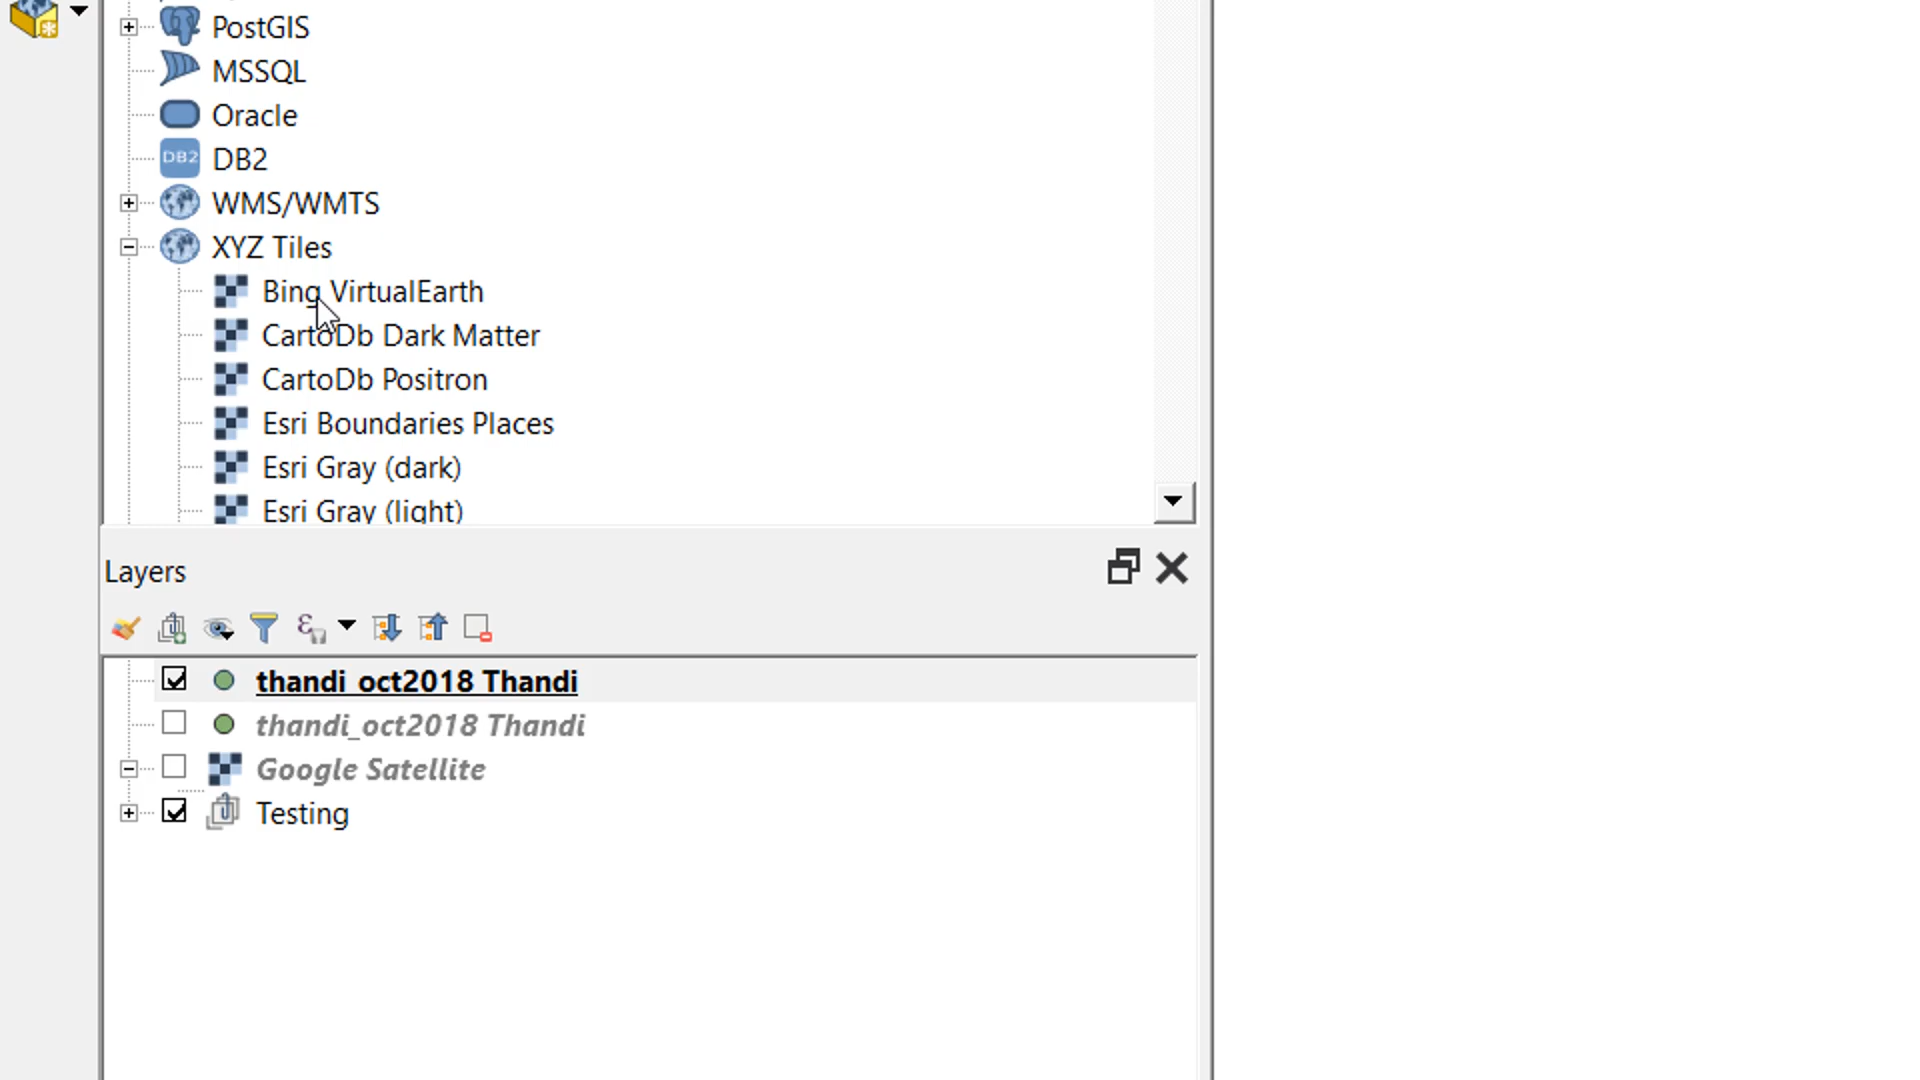 PostGIS
MSSQL
Oracle
DB2 DB2
WMS/WMTS
XYZ Tiles
Bing VirtualEarth
CartoDb Dark Matter
CartoDb Positron
Esri Boundaries Places
Esri Gray (dark)
Esri Gray (light)
Layers
ε
thandi_oct2018 Thandi
thandi_oct2018 Thandi
Google Satellite
Testing